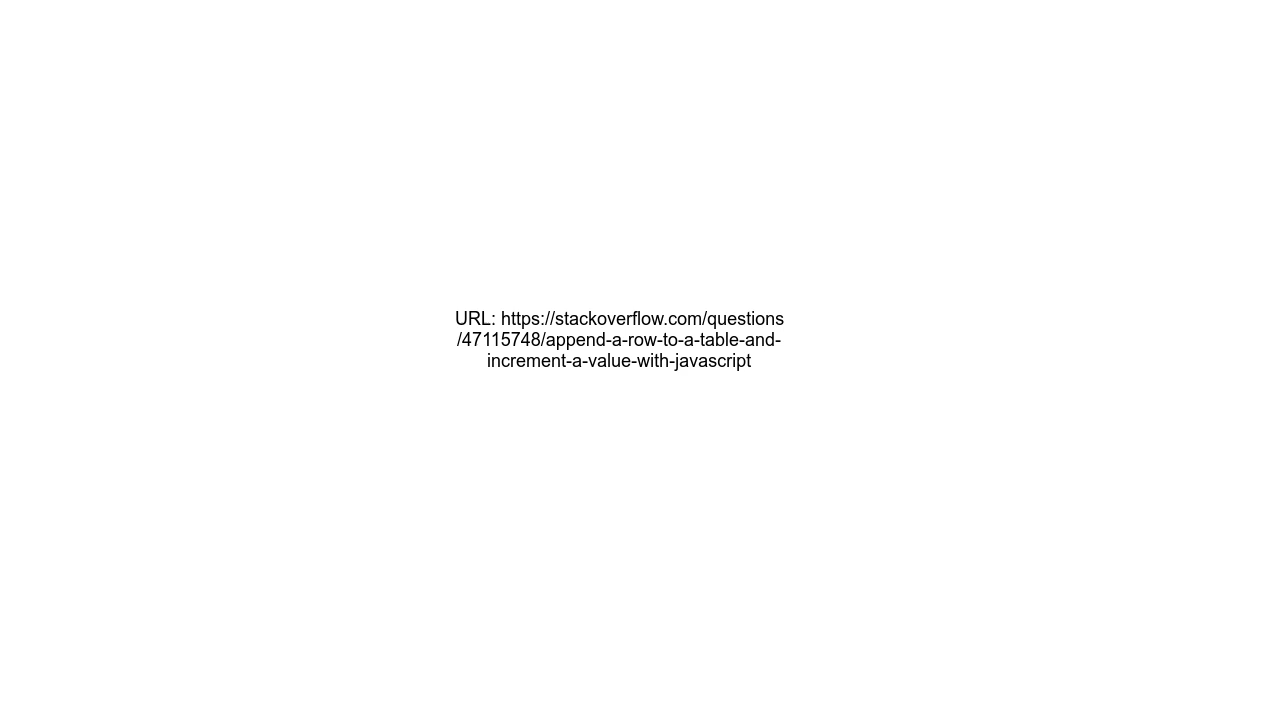 URL: https://stackoverflow.com/questions
/47115748/append-a-row-to-a-table-and-
increment-a-value-with-javascript